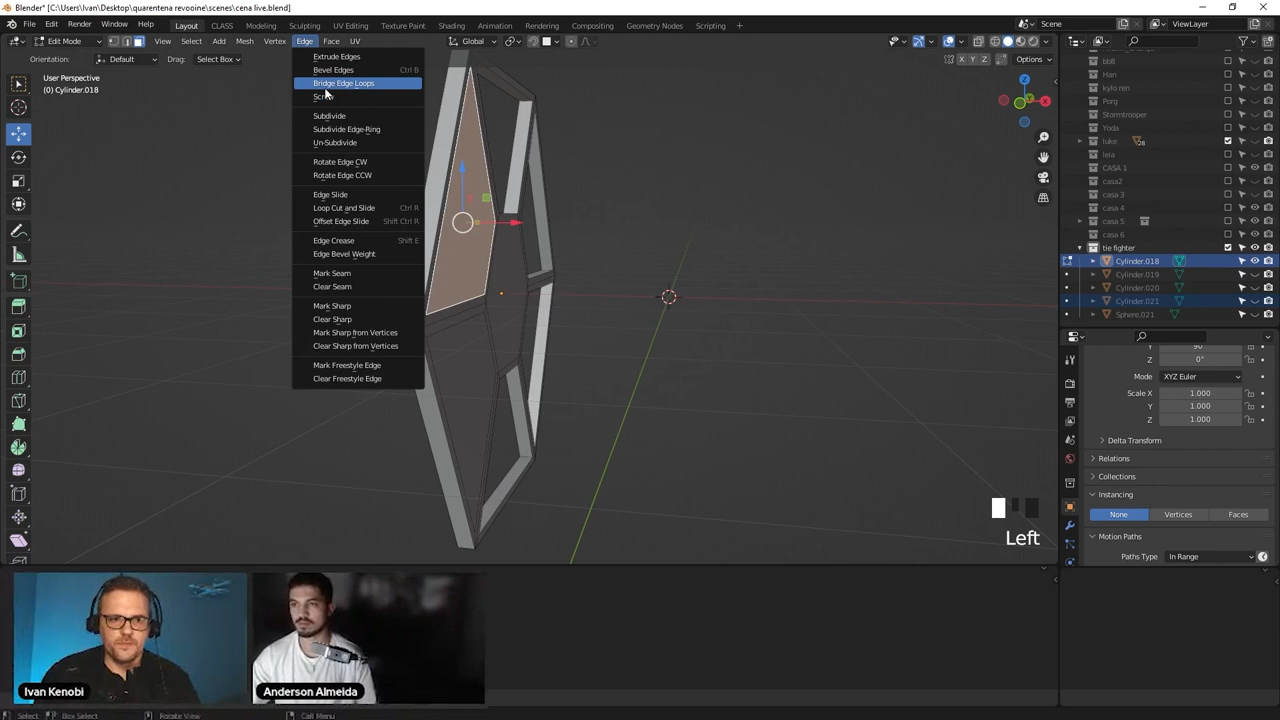 Blender* [C:\Users\Ivan\Desktop\quarentena revooine\scenes\cena live.blend]
File Edit Render Window Help Layout CLASS Modeling Sculpting UV Editing Texture Paint Shading Animation Rendering Compositing Geometry Nodes Scripting + Scene ViewLayer
Edit Mode View Select Add Mesh Vertex Edge Face UV Global
Orientation: Default Drag: Select Box X Y Z Options
User Perspective
(0) Cylinder.018
Extrude Edges
Bevel Edges Ctrl B
Bridge Edge Loops
Subdivide
Subdivide Edge-Ring
Un-Subdivide
Rotate Edge CW
Rotate Edge CCW
Edge Slide
Loop Cut and Slide Ctrl R
Offset Edge Slide Shift Ctrl R
Edge Crease Shift E
Edge Bevel Weight
Mark Seam
Clear Seam
Mark Sharp
Clear Sharp
Mark Sharp from Vertices
Clear Sharp from Vertices
Mark Freestyle Edge
Clear Freestyle Edge
Z
X
bb8
Han
kylo ren
Porg
Stormtrooper
Yoda
luke 28
leia
CASA 1
casa2
casa 3
casa 4
casa 5
casa 6
tie fighter
Cylinder.018
Cylinder.019
Cylinder.020
Cylinder.021
Sphere.021
Y 90°
Z 0°
Mode XYZ Euler
Scale X 1.000
Y 1.000
Z 1.000
Delta Transform
Relations
Collections
Instancing
None Vertices Faces
Motion Paths
Paths Type In Range
Left
Ivan Kenobi
Anderson Almeida
Select Box Select Rotate View Call Menu